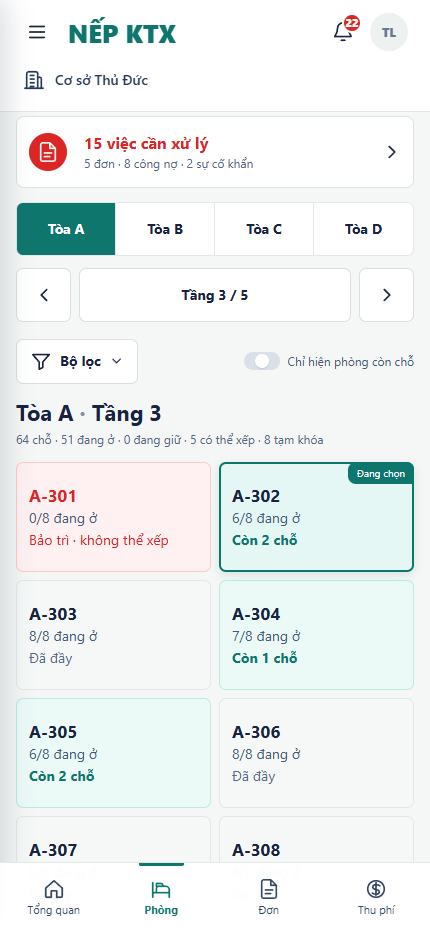 NẾP KTX
22
TL
Cơ sở Thủ Đức
15 việc cần xử lý
5 đơn · 8 công nợ · 2 sự cố khẩn
Tòa A
Tòa B
Tòa C
Tòa D
Tầng 3 / 5
Bộ lọc
Chỉ hiện phòng còn chỗ
Tòa A · Tầng 3
64 chỗ · 51 đang ở · 0 đang giữ · 5 có thể xếp · 8 tạm khóa
A-301
0/8 đang ở
Bảo trì · không thể xếp
Đang chọn
A-302
6/8 đang ở
Còn 2 chỗ
A-303
8/8 đang ở
Đã đầy
A-304
7/8 đang ở
Còn 1 chỗ
A-305
6/8 đang ở
Còn 2 chỗ
A-306
8/8 đang ở
Đã đầy
A-307
A-308
Tổng quan
Phòng
Đơn
Thu phí